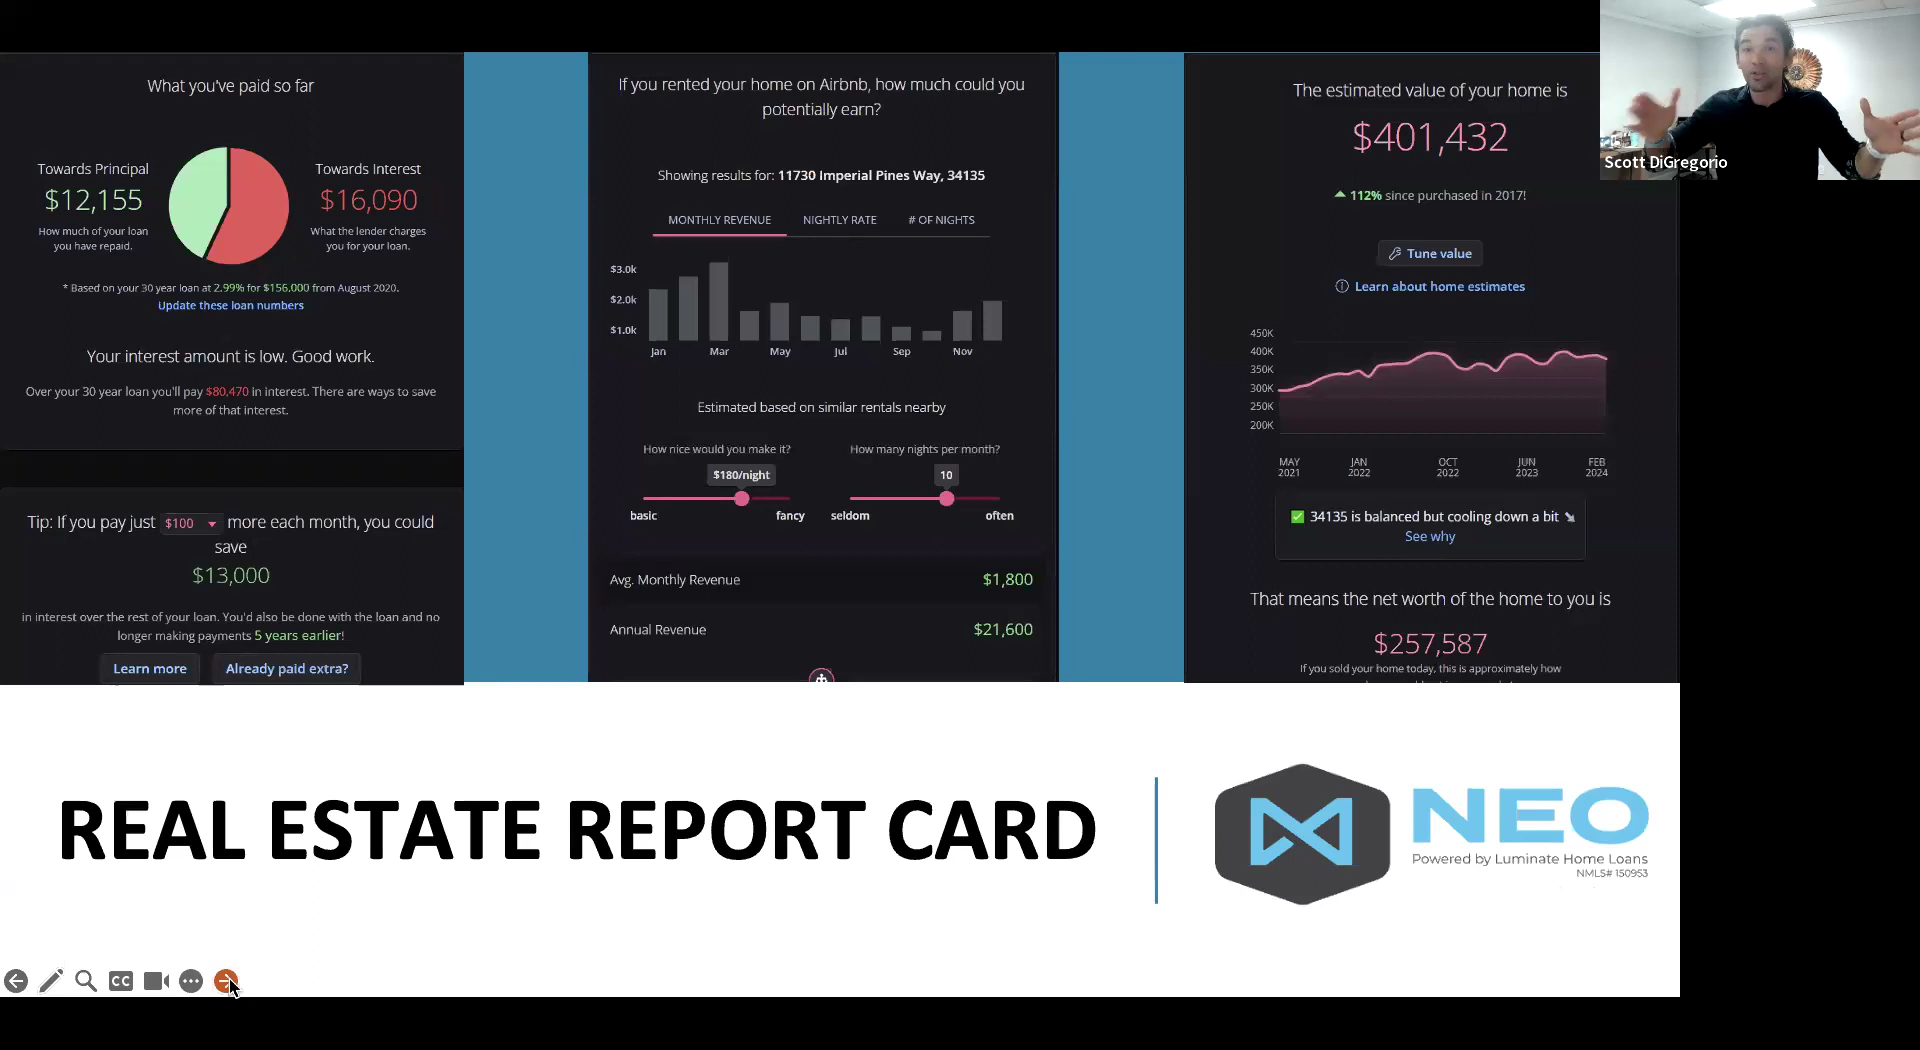 What you've paid so far
Towards Principal
$12,155
How much of your loan
you have repaid.
Towards Interest
$16,090
What the lender charges
you for your loan.
* Based on your 30 year loan at 2.99% for $156,000 from August 2020.
Update these loan numbers
Your interest amount is low. Good work.
Over your 30 year loan you'll pay $80,470 in interest. There are ways to save
more of that interest.
Tip: If you pay just $100 more each month, you could
save
$13,000
in interest over the rest of your loan. You'd also be done with the loan and no
longer making payments 5 years earlier!
Learn more
Already paid extra?
If you rented your home on Airbnb, how much could you
potentially earn?
Showing results for: 11730 Imperial Pines Way, 34135
MONTHLY REVENUE NIGHTLY RATE # OF NIGHTS
$3.0k
$2.0k
$1.0k
Jan Mar May Jul Sep Nov
Estimated based on similar rentals nearby
How nice would you make it?
$180/night
basic fancy
How many nights per month?
10
seldom often
Avg. Monthly Revenue $1,800
Annual Revenue $21,600
The estimated value of your home is
$401,432
112% since purchased in 2017!
Tune value
Learn about home estimates
450K
400K
350K
300K
250K
200K
MAY 2021
JAN 2022
OCT 2022
JUN 2023
FEB 2024
34135 is balanced but cooling down a bit
See why
That means the net worth of the home to you is
$257,587
If you sold your home today, this is approximately how
Scott DiGregorio
REAL ESTATE REPORT CARD
NEO
Powered by Luminate Home Loans
NMLS# 150953
CC